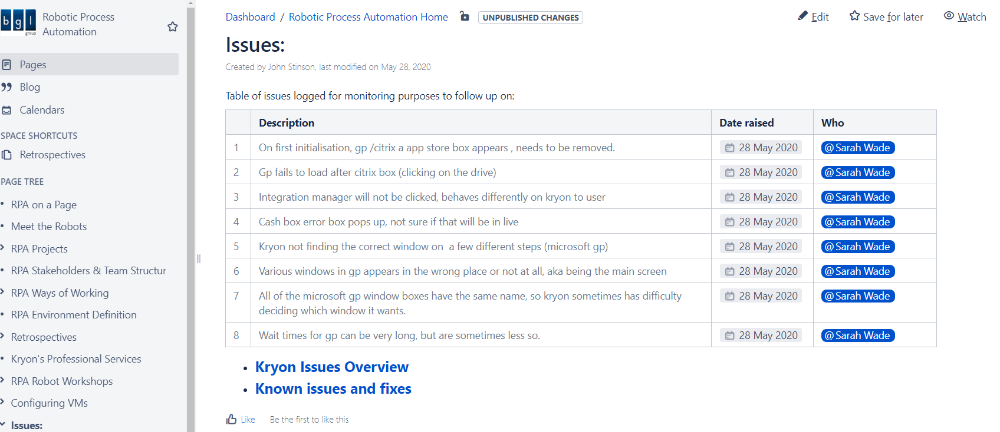 bgl
group
Robotic Process
Automation
Pages
Blog
Calendars
SPACE SHORTCUTS
Retrospectives
PAGE TREE
RPA on a Page
Meet the Robots
RPA Projects
RPA Stakeholders & Team Structur
RPA Ways of Working
RPA Environment Definition
Retrospectives
Kryon's Professional Services
RPA Robot Workshops
Configuring VMs
Issues:
Dashboard / Robotic Process Automation Home UNPUBLISHED CHANGES
Edit Save for later Watch
Issues:
Created by John Stinson, last modified on May 28, 2020
Table of issues logged for monitoring purposes to follow up on:
Description Date raised Who
1 On first initialisation, gp /citrix a app store box appears , needs to be removed. 28 May 2020 @Sarah Wade
2 Gp fails to load after citrix box (clicking on the drive) 28 May 2020 @Sarah Wade
3 Integration manager will not be clicked, behaves differently on kryon to user 28 May 2020 @Sarah Wade
4 Cash box error box pops up, not sure if that will be in live 28 May 2020 @Sarah Wade
5 Kryon not finding the correct window on  a few different steps (microsoft gp) 28 May 2020 @Sarah Wade
6 Various windows in gp appears in the wrong place or not at all, aka being the main screen 28 May 2020 @Sarah Wade
7 All of the microsoft gp window boxes have the same name, so kryon sometimes has difficulty 28 May 2020 @Sarah Wade
deciding which window it wants.
8 Wait times for gp can be very long, but are sometimes less so. 28 May 2020 @Sarah Wade
• Kryon Issues Overview
• Known issues and fixes
Like Be the first to like this